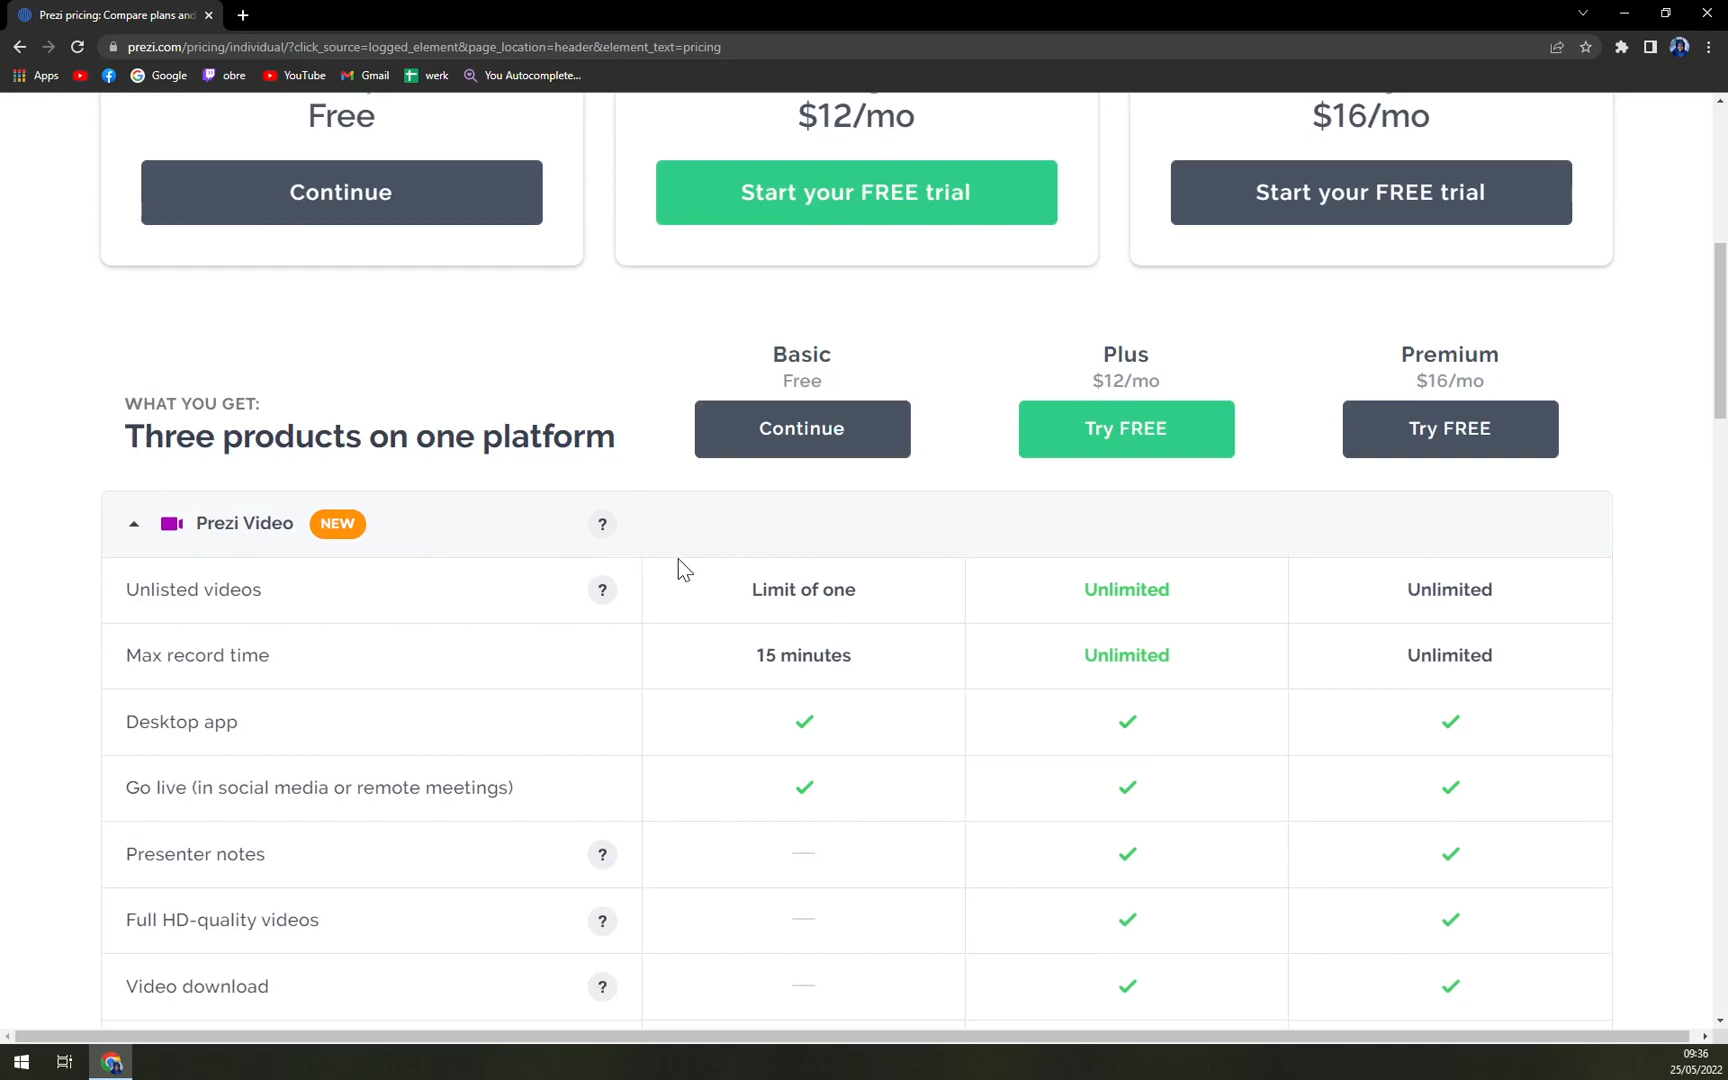 Prezi pricing: Compare plans and
prezi.com/pricing/individual/?click_source=logged_element&page_location=header&element_text=pricing
Apps
Google
obre
YouTube
Gmail
werk
You Autocomplete...
Free
$12/mo
$16/mo
Continue
Start your FREE trial
Start your FREE trial
WHAT YOU GET:
Three products on one platform
Basic
Free
Continue
Plus
$12/mo
Try FREE
Premium
$16/mo
Try FREE
Prezi Video NEW ?
Unlisted videos ? Limit of one Unlimited Unlimited
Max record time 15 minutes Unlimited Unlimited
Desktop app
Go live (in social media or remote meetings)
Presenter notes ?
Full HD-quality videos ?
Video download ?
09:36
25/05/2022